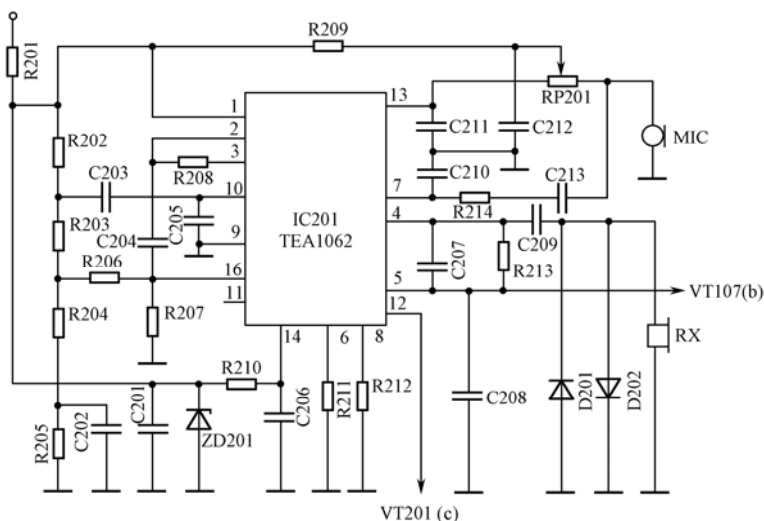 R209
R201
13
RP201
1
2
3
C211
C212
MIC
R202
R208
C203
C210
C213
10
7
R214
IC201
TEA1062
R203
C204
C205
9
4
C209
R206
16
C207
R213
5
VT107(b)
11
12
R204
R207
14
6
8
RX
R210
R211
R212
C208
D201
D202
R205
C202
C201
ZD201
C206
VT201 (c)